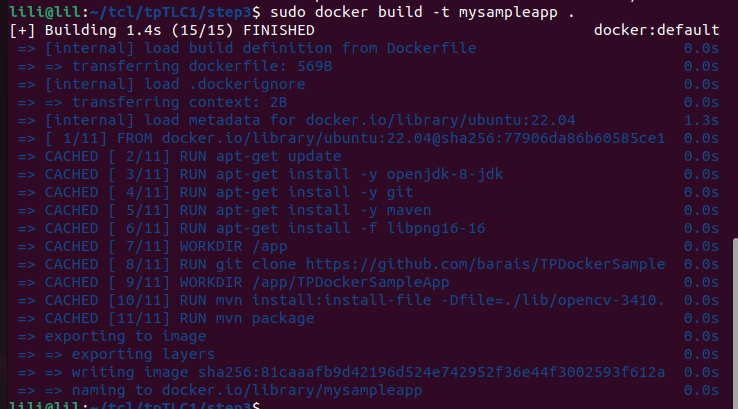 lili@lil:~/tcl/tpTLC1/step3$ sudo docker build -t mysampleapp .
[+] Building 1.4s (15/15) FINISHED docker:default
=> [internal] load build definition from Dockerfile 0.0s
=> => transferring dockerfile: 569B 0.0s
=> [internal] load .dockerignore 0.0s
=> => transferring context: 2B 0.0s
=> [internal] load metadata for docker.io/library/ubuntu:22.04 1.3s
=> [ 1/11] FROM docker.io/library/ubuntu:22.04@sha256:77906da86b60585ce1 0.0s
=> CACHED [ 2/11] RUN apt-get update 0.0s
=> CACHED [ 3/11] RUN apt-get install -y openjdk-8-jdk 0.0s
=> CACHED [ 4/11] RUN apt-get install -y git 0.0s
=> CACHED [ 5/11] RUN apt-get install -y maven 0.0s
=> CACHED [ 6/11] RUN apt-get install -f libpng16-16 0.0s
=> CACHED [ 7/11] WORKDIR /app 0.0s
=> CACHED [ 8/11] RUN git clone https://github.com/barais/TPDockerSample 0.0s
=> CACHED [ 9/11] WORKDIR /app/TPDockerSampleApp 0.0s
=> CACHED [10/11] RUN mvn install:install-file -Dfile=./lib/opencv-3410. 0.0s
=> CACHED [11/11] RUN mvn package 0.0s
=> exporting to image 0.0s
=> => exporting layers 0.0s
=> => writing image sha256:81caaafb9d42196d524e742952f36e44f3002593f612a 0.0s
=> => naming to docker.io/library/mysampleapp 0.0s
lili@lil:~/tcl/tpTLC1/step3$